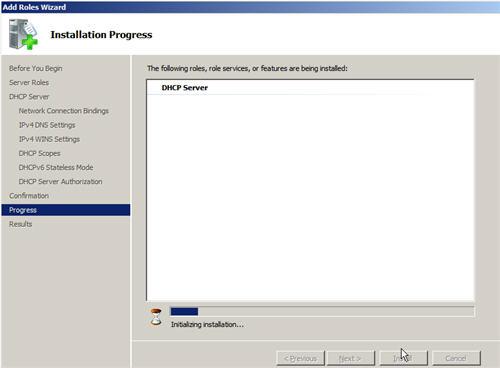 Add Roles Wizard
Installation Progress
Before You Begin
Server Roles
DHCP Server
Network Connection Bindings
IPv4 DNS Settings
IPv4 WINS Settings
DHCP Scopes
DHCPv6 Stateless Mode
DHCP Server Authorization
Confirmation
Progress
Results
The following roles, role services, or features are being installed:
DHCP Server
Initializing installation...
< Previous
Next >
Install
Cancel